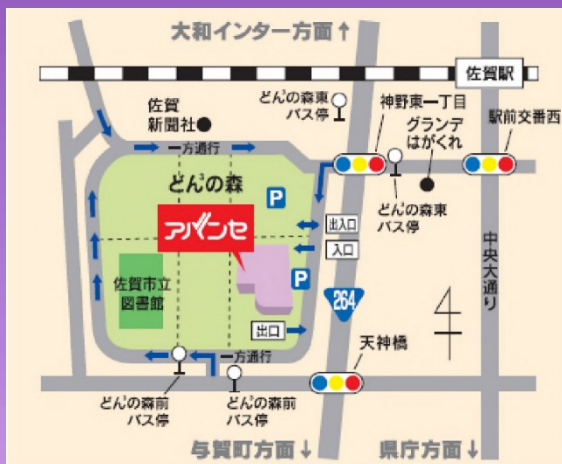 大和インター方面↑
佐賀駅
どん3の森東
バス停
神野東一丁目
佐賀
新聞社
グランデ
はがくれ
駅前交番西
一方通行
どん3の森
P
どん3の森東
バス停
アバンセ
出入口
入口
中央大通り
佐賀市立
図書館
P
264
出口
天神橋
一方通行
どん3の森前
バス停
どん3の森前
バス停
与賀町方面↓
県庁方面↓